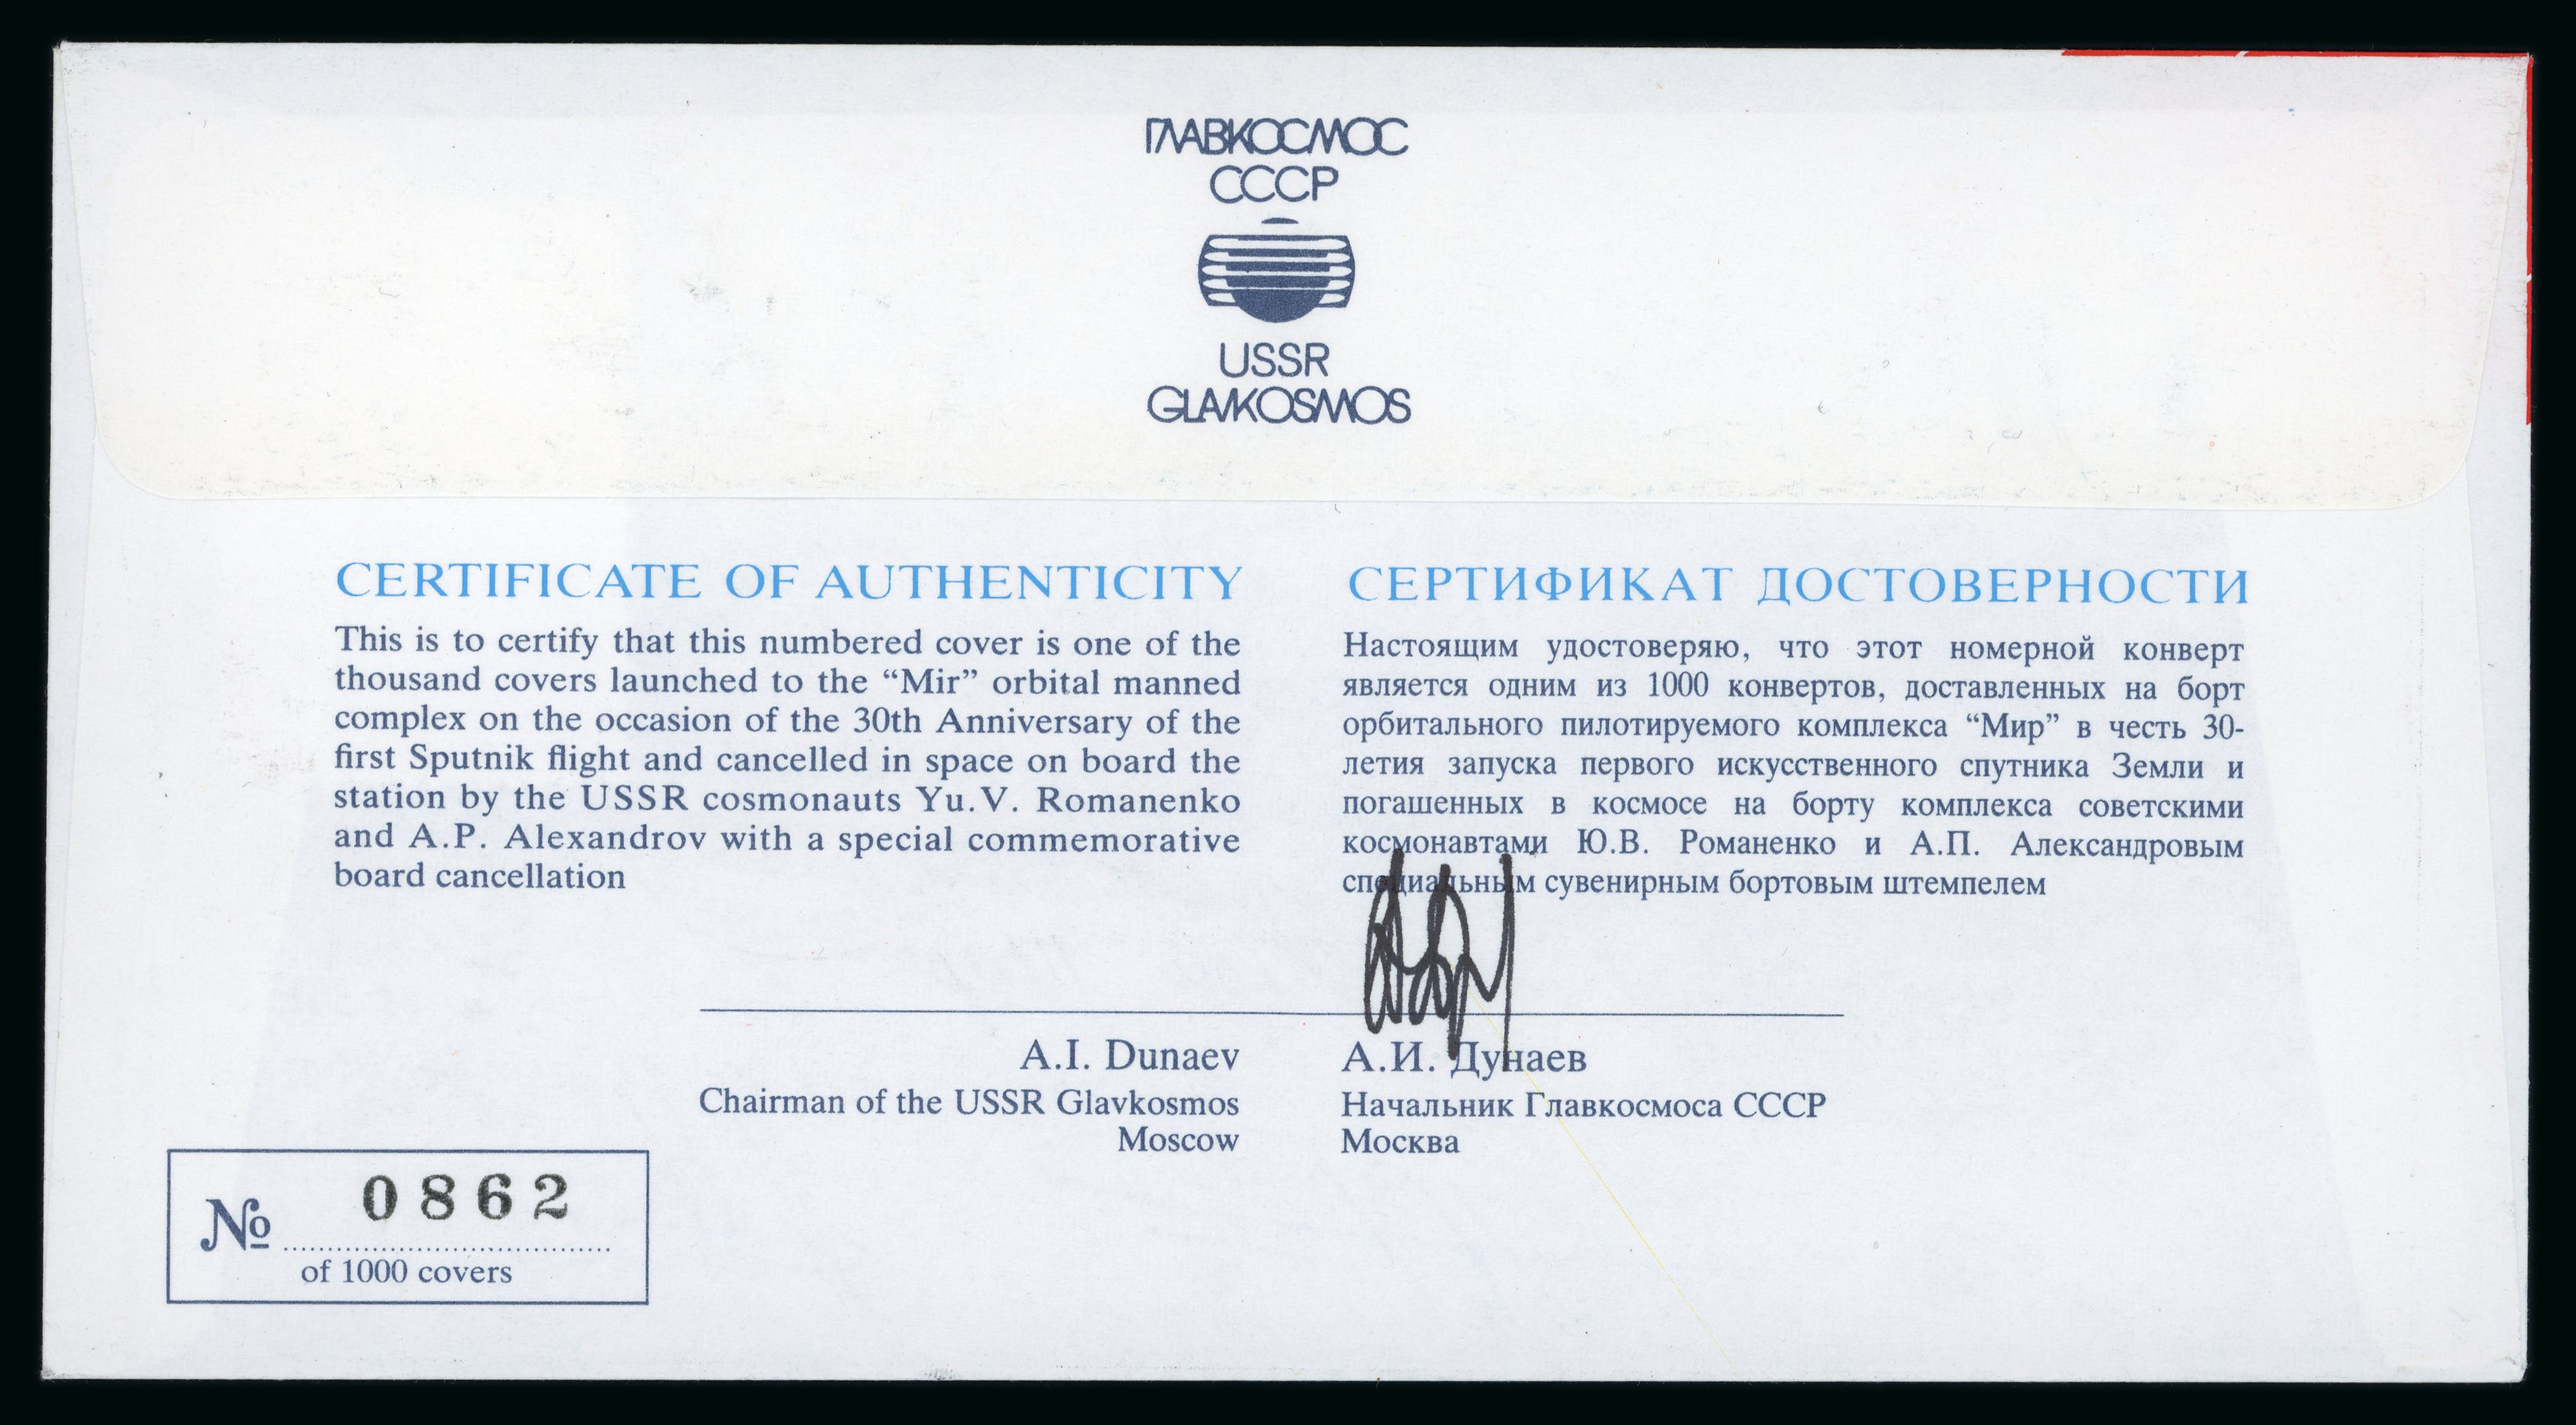 ГЛАВКОСМОС
СССР
USSR
GLAVKOSMOS
CERTIFICATE OF AUTHENTICITY
This is to certify that this numbered cover is one of the
thousand covers launched to the “Mir” orbital manned
complex on the occasion of the 30th Anniversary of the
first Sputnik flight and cancelled in space on board the
station by the USSR cosmonauts Yu.V. Romanenko
and A.P. Alexandrov with a special commemorative
board cancellation
СЕРТИФИКАТ ДОСТОВЕРНОСТИ
Настоящим удостоверяю, что этот номерной конверт
является одним из 1000 конвертов, доставленных на борт
орбитального пилотируемого комплекса “Мир” в честь 30-
летия запуска первого искусственного спутника Земли и
погашенных в космосе на борту комплекса советскими
космонавтами Ю.В. Романенко и А.П. Александровым
специальным сувенирным бортовым штемпелем
A.I. Dunaev
Chairman of the USSR Glavkosmos
Moscow
А.И. Дунаев
Начальник Главкосмоса СССР
Москва
№ 0862
of 1000 covers